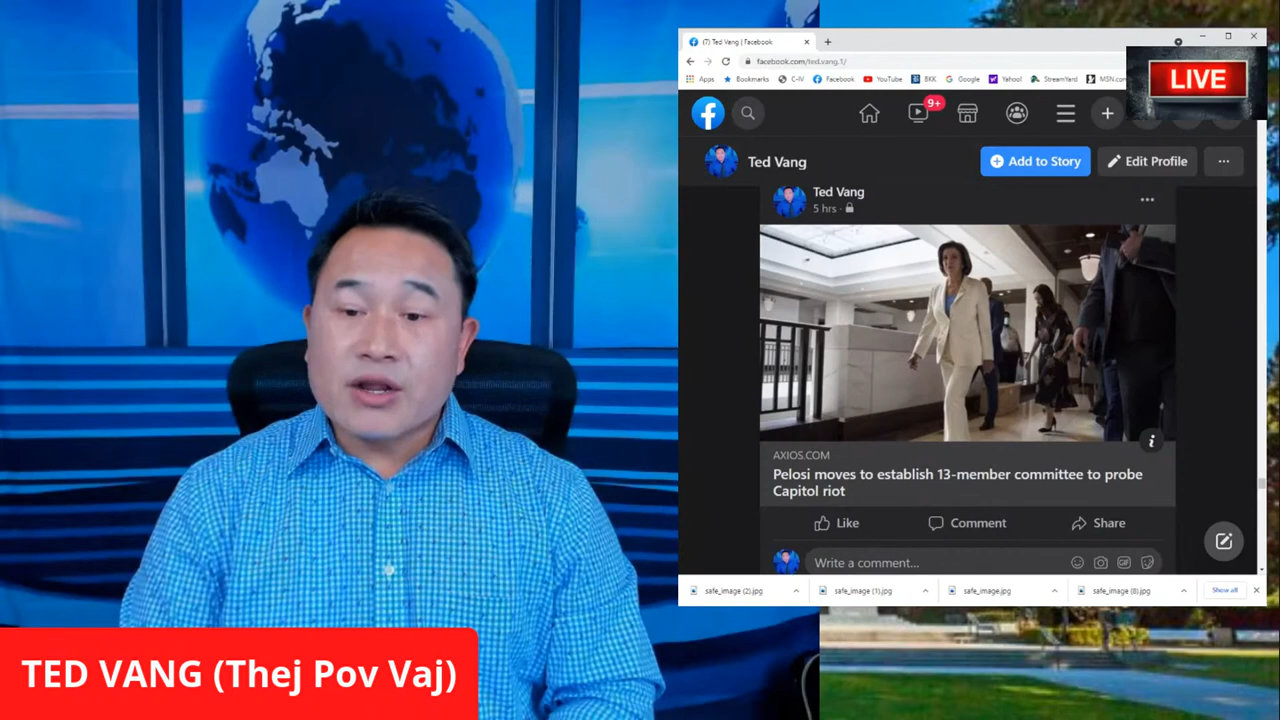 (7) Ted Vang | Facebook
facebook.com/ted.vang.1/
Apps Bookmarks C-IV Facebook YouTube BKK Google Yahoo! StreamYard MSN.com
LIVE
9+
Ted Vang
Add to Story
Edit Profile
Ted Vang
5 hrs
AXIOS.COM
Pelosi moves to establish 13-member committee to probe
Capitol riot
Like Comment Share
Write a comment...
GIF
safe_image (2).jpg safe_image (1).jpg safe_image.jpg safe_image (8).jpg Show all
TED VANG (Thej Pov Vaj)